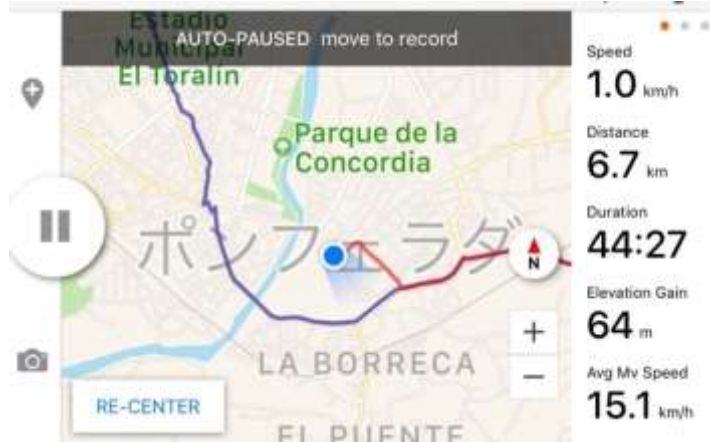 Estadio
Municipal
El Toralín
AUTO-PAUSED move to record
Parque de la
Concordia
ポンフェラダ
N
LA BORRECA
EL PUENTE
+
−
RE-CENTER
Speed
1.0 km/h
Distance
6.7 km
Duration
44:27
Elevation Gain
64 m
Avg Mv Speed
15.1 km/h